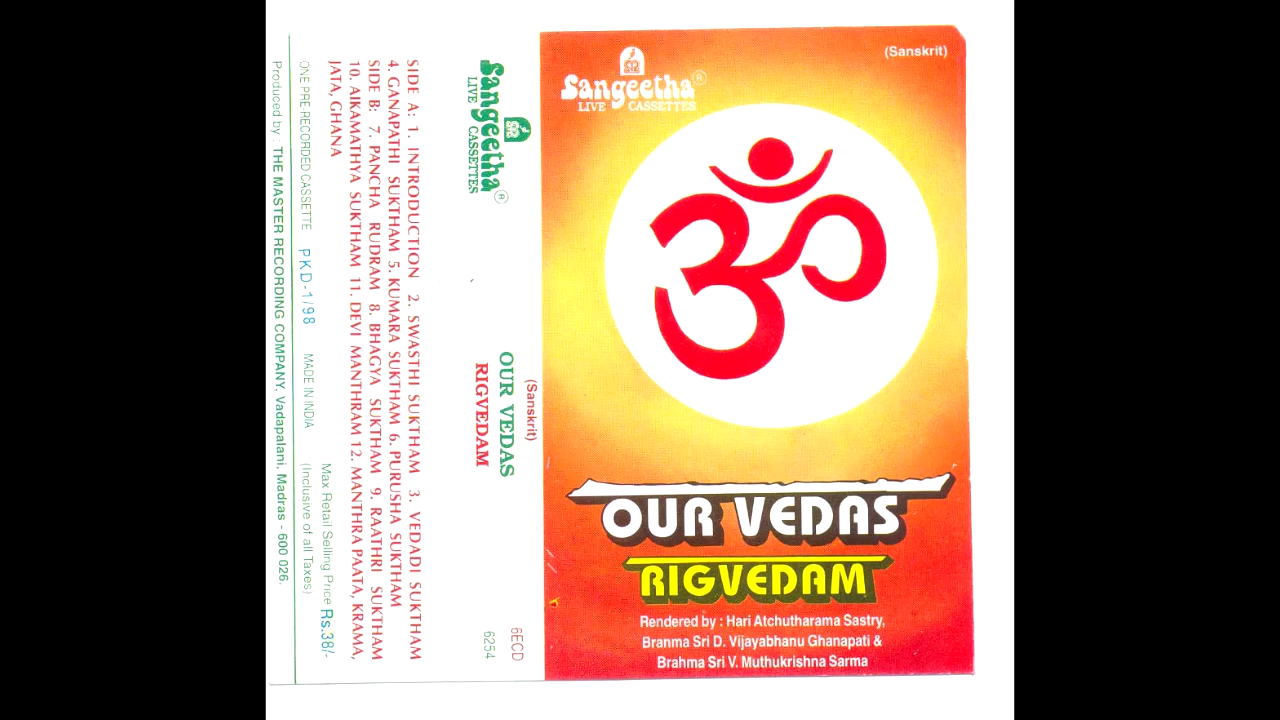 (Sanskrit)
Sangeetha ®
LIVE CASSETTES
ॐ
OUR VEDAS
RIGVEDAM
Rendered by : Hari Atchutharama Sastry,
Branma Sri D. Vijayabhanu Ghanapati &
Brahma Sri V. Muthukrishna Sarma
(Sanskrit)
OUR VEDAS
RIGVEDAM
Sangeetha ®
LIVE CASSETTES
6ECD
6254
SIDE A: 1. INTRODUCTION 2. SWASTHI SUKTHAM 3. VEDADI SUKTHAM
4. GANAPATHI SUKTHAM 5. KUMARA SUKTHAM 6. PURUSHA SUKTHAM
SIDE B: 7. PANCHA RUDRAM 8. BHAGYA SUKTHAM 9. RAATHRI SUKTHAM
10. AIKAMATHYA SUKTHAM 11. DEVI MANTHRAM 12. MANTHRA PAATA, KRAMA,
JATA, GHANA
Max Retail Selling Price Rs.38/-
(Inclusive of all Taxes)
ONE PRE-RECORDED CASSETTE PKD-1/98 MADE IN INDIA
Produced by : THE MASTER RECORDING COMPANY, Vadapalani, Madras - 600 026.